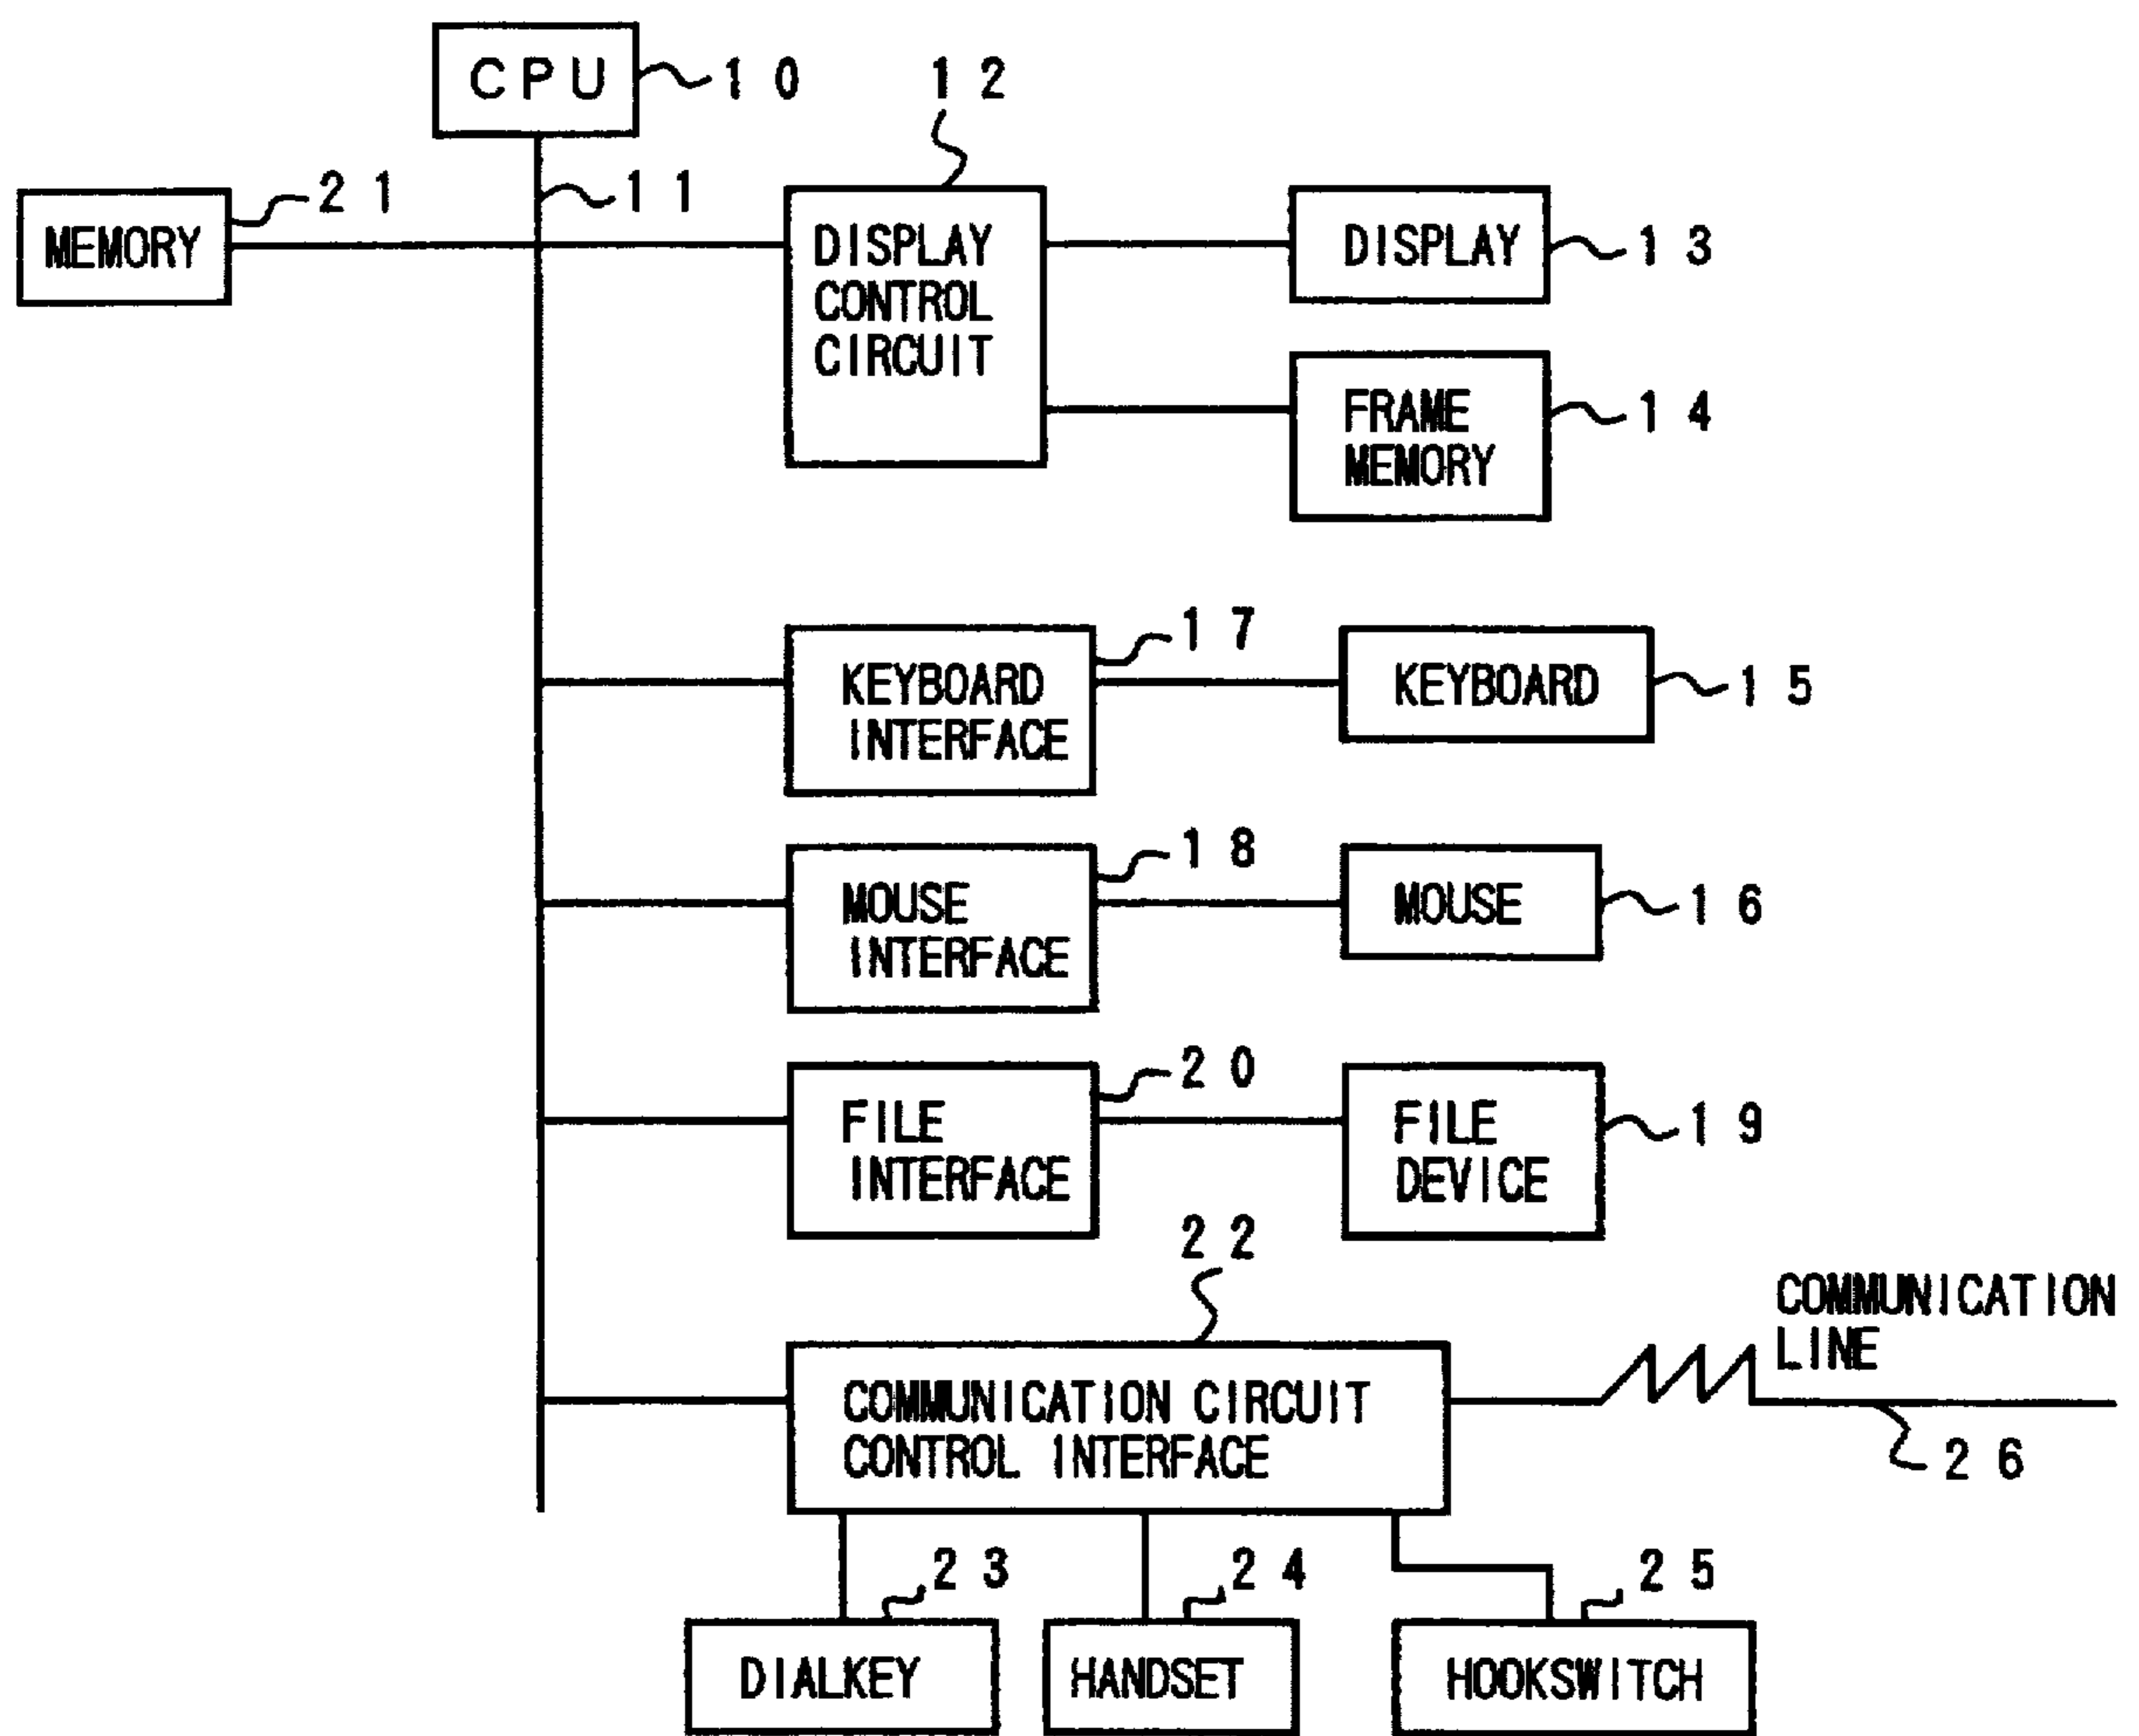 CPU
10
12
MEMORY
21
11
DISPLAY
CONTROL
CIRCUIT
DISPLAY
13
FRAME
MEMORY
14
KEYBOARD
INTERFACE
17
KEYBOARD
15
MOUSE
INTERFACE
18
MOUSE
16
FILE
INTERFACE
20
FILE
DEVICE
19
22
COMMUNICATION CIRCUIT
CONTROL INTERFACE
COMMUNICATION
LINE
26
23
24
25
DIALKEY
HANDSET
HOOKSWITCH